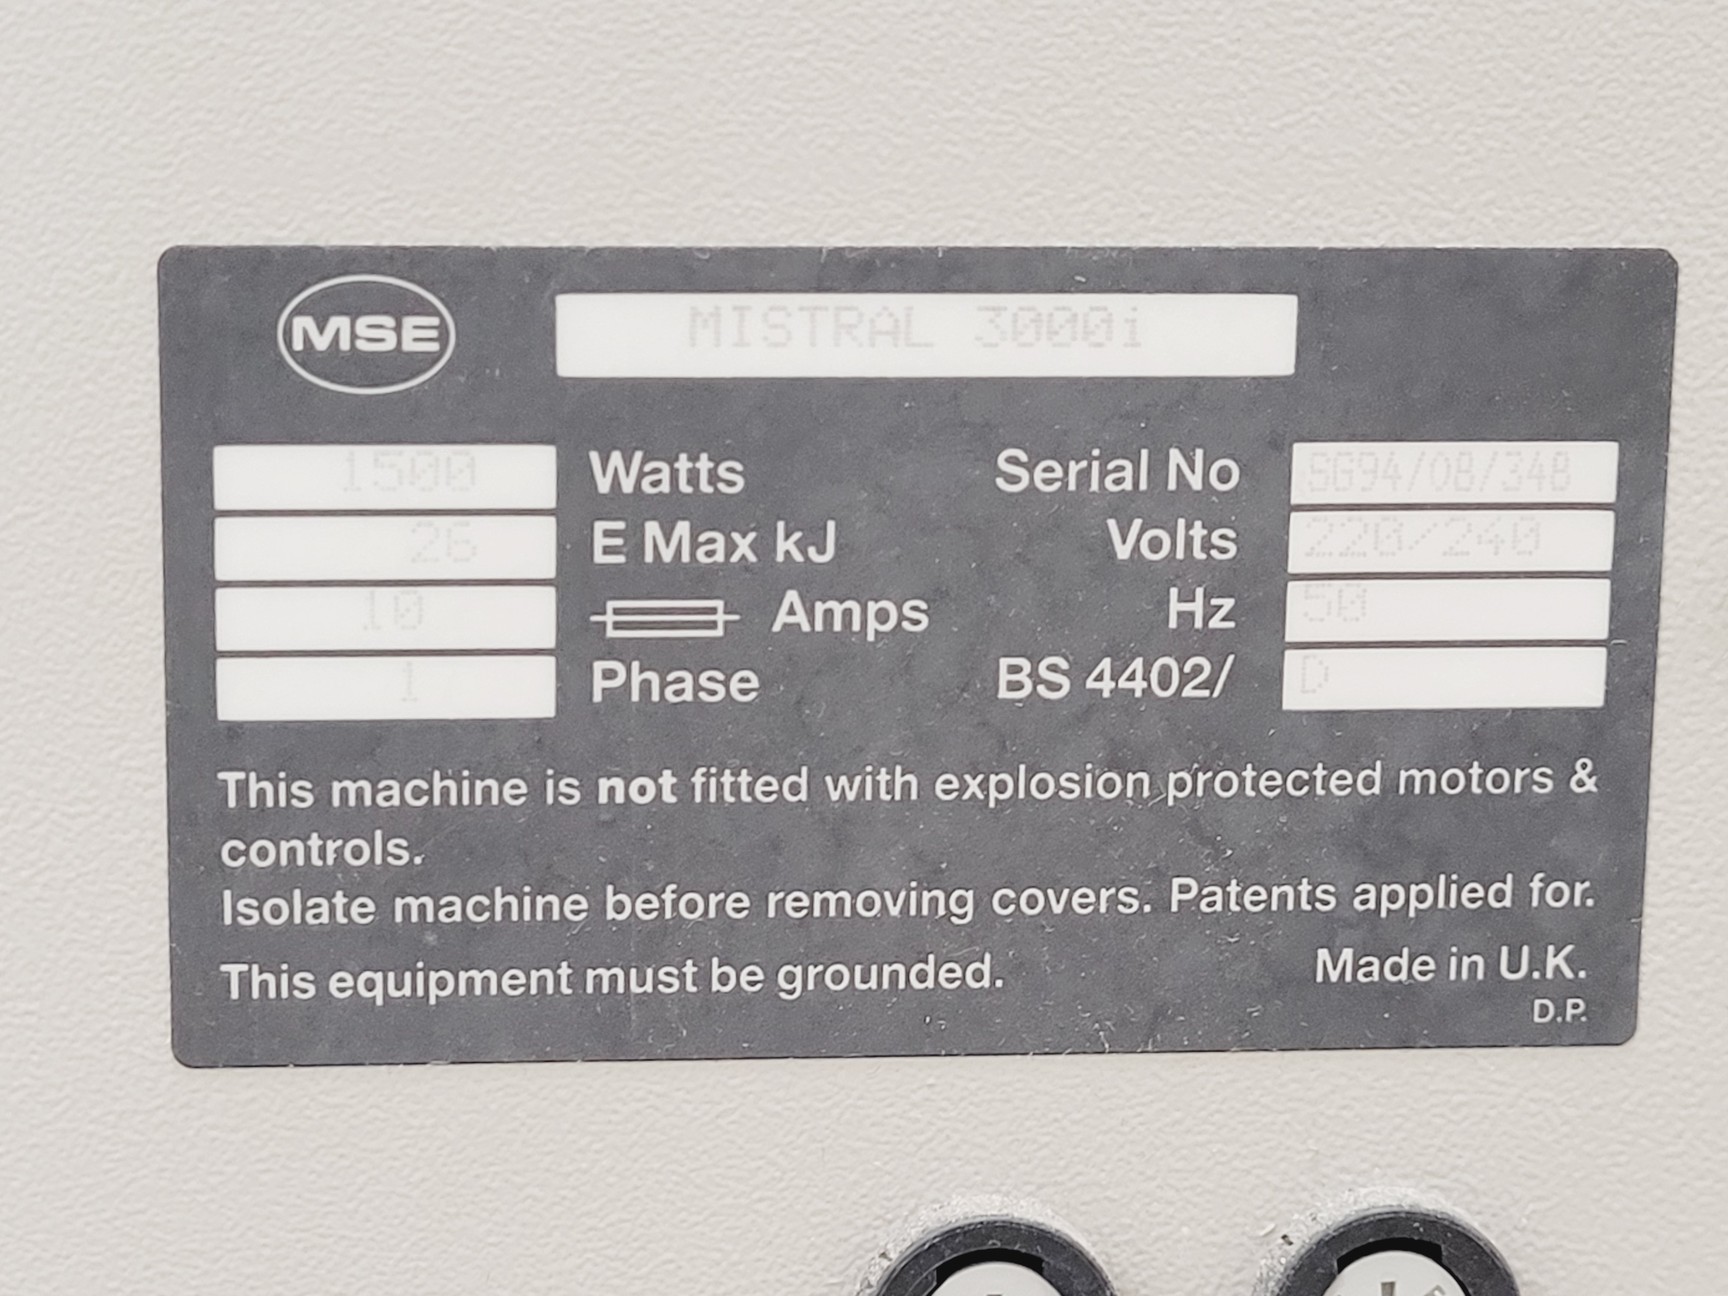 MSE MISTRAL 3000i
1500 Watts Serial No SG94/08/348
26 E Max kJ Volts 220/240
10 Amps Hz 50
1 Phase BS 4402/ D
This machine is not fitted with explosion protected motors &
controls.
Isolate machine before removing covers. Patents applied for.
This equipment must be grounded. Made in U.K.
D.P.